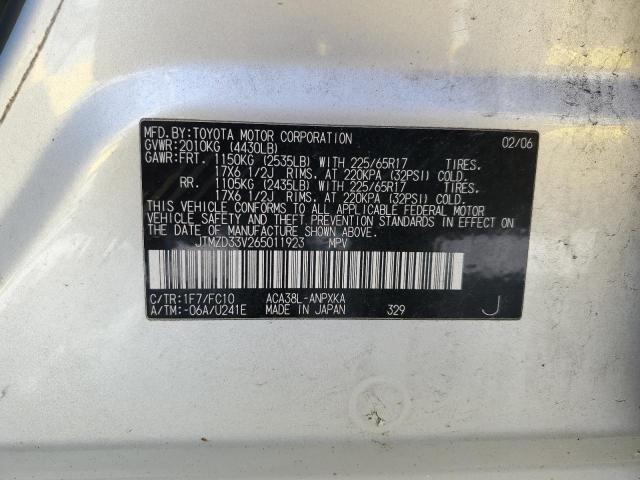 MFD.BY:TOYOTA MOTOR CORPORATION 02/06
GVWR:2010KG (4430LB)
GAWR:FRT. 1150KG (2535LB) WITH 225/65R17 TIRES,
17X6 1/2J RIMS, AT 220KPA (32PSI) COLD.
RR. 1105KG (2435LB) WITH 225/65R17 TIRES,
17X6 1/2J RIMS, AT 220KPA (32PSI) COLD.
THIS VEHICLE CONFORMS TO ALL APPLICABLE FEDERAL MOTOR
VEHICLE SAFETY AND THEFT PREVENTION STANDARDS IN EFFECT ON
THE DATE OF MANUFACTURE SHOWN ABOVE.
JTMZD33V265011923 MPV
C/TR:1F7/FC10 ACA38L-ANPXKA
A/TM:-06A/U241E MADE IN JAPAN 329 J